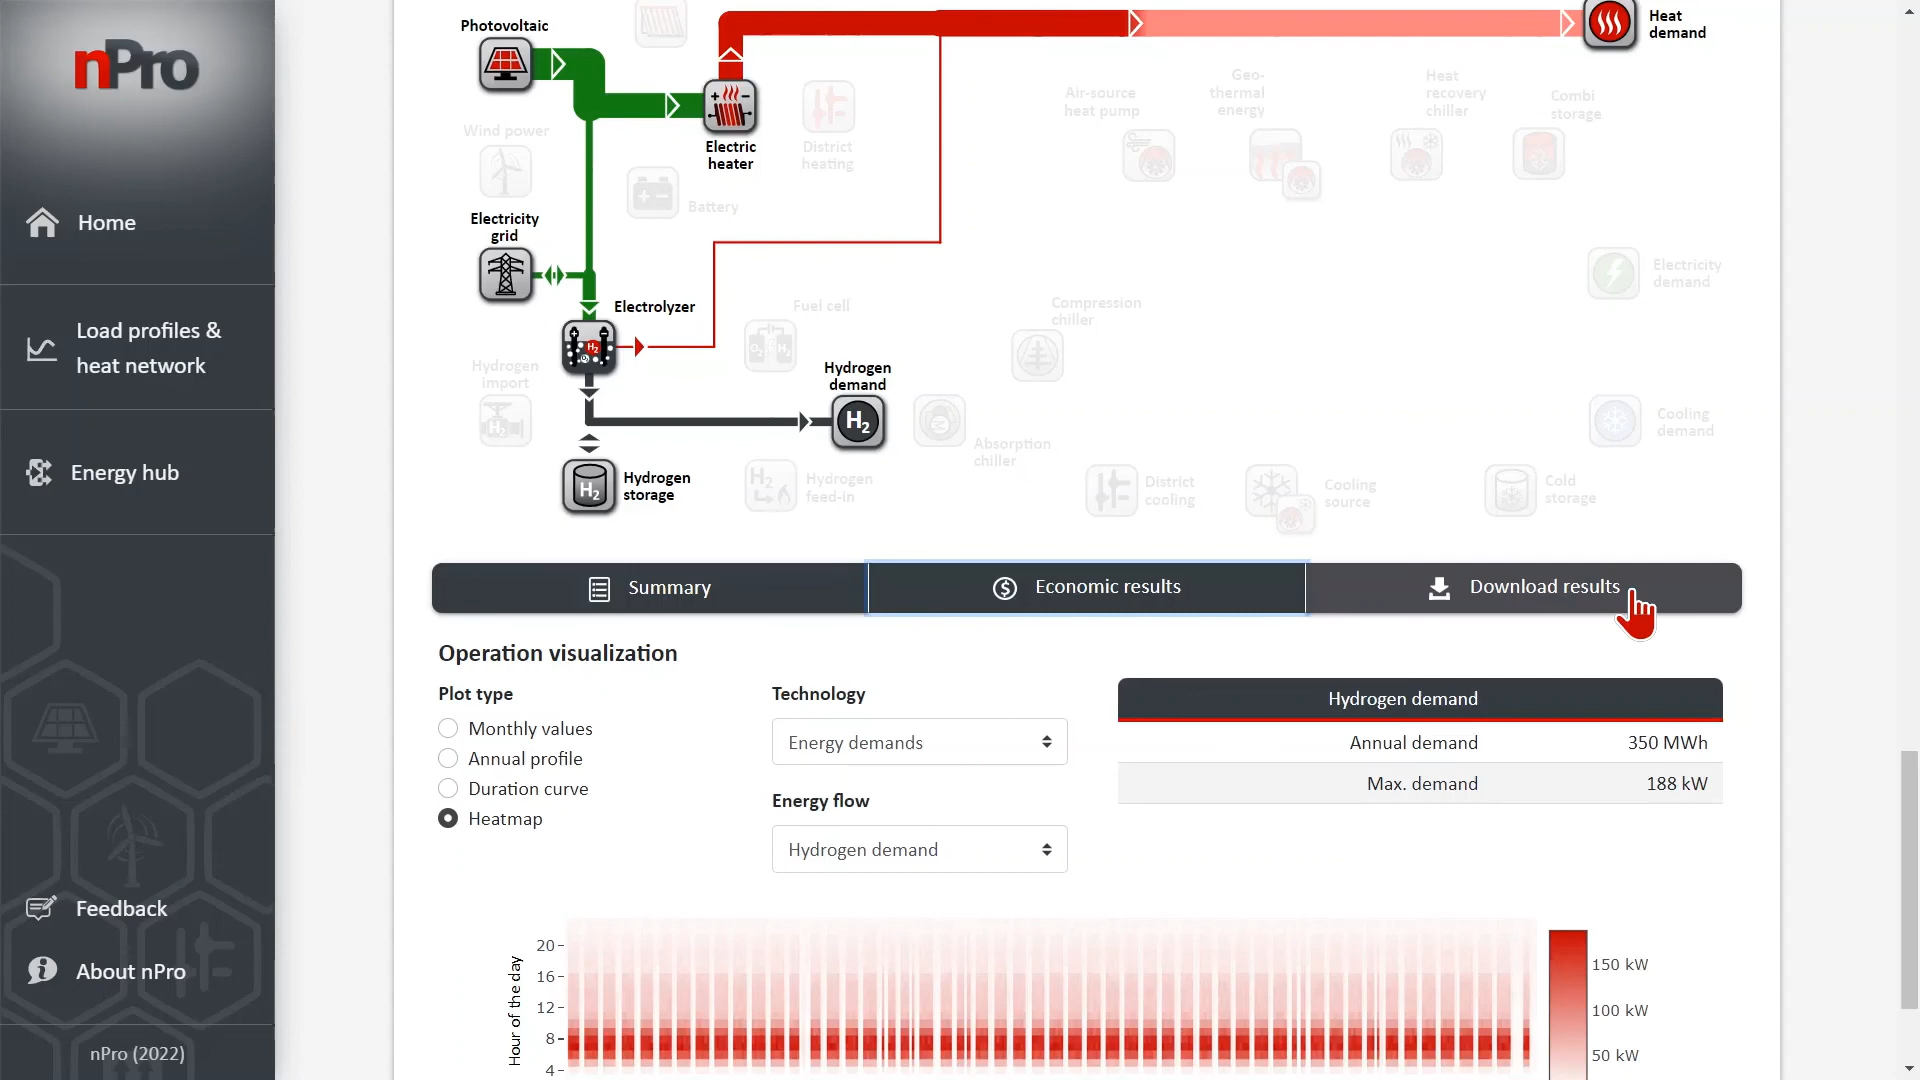 nPro
Home
Load profiles &
heat network
Energy hub
Feedback
About nPro
nPro (2022)
Photovoltaic
Heat
demand
Wind power
Electric
heater
District
heating
Battery
Air-source
heat pump
Geo-
thermal
energy
Heat
recovery
chiller
Combi
storage
Electricity
grid
Electrolyzer
Fuel cell
Compression
chiller
Electricity
demand
Hydrogen
import
Hydrogen
demand
H2
H2
Absorption
chiller
Cooling
demand
Hydrogen
storage
H2
Hydrogen
feed-in
H2
District
cooling
Cooling
source
Cold
storage
Summary
Economic results
Download results
Operation visualization
Plot type
Monthly values
Annual profile
Duration curve
Heatmap
Technology
Energy demands
Energy flow
Hydrogen demand
Hydrogen demand
Annual demand 350 MWh
Max. demand 188 kW
Hour of the day
20
16
12
8
4
150 kW
100 kW
50 kW